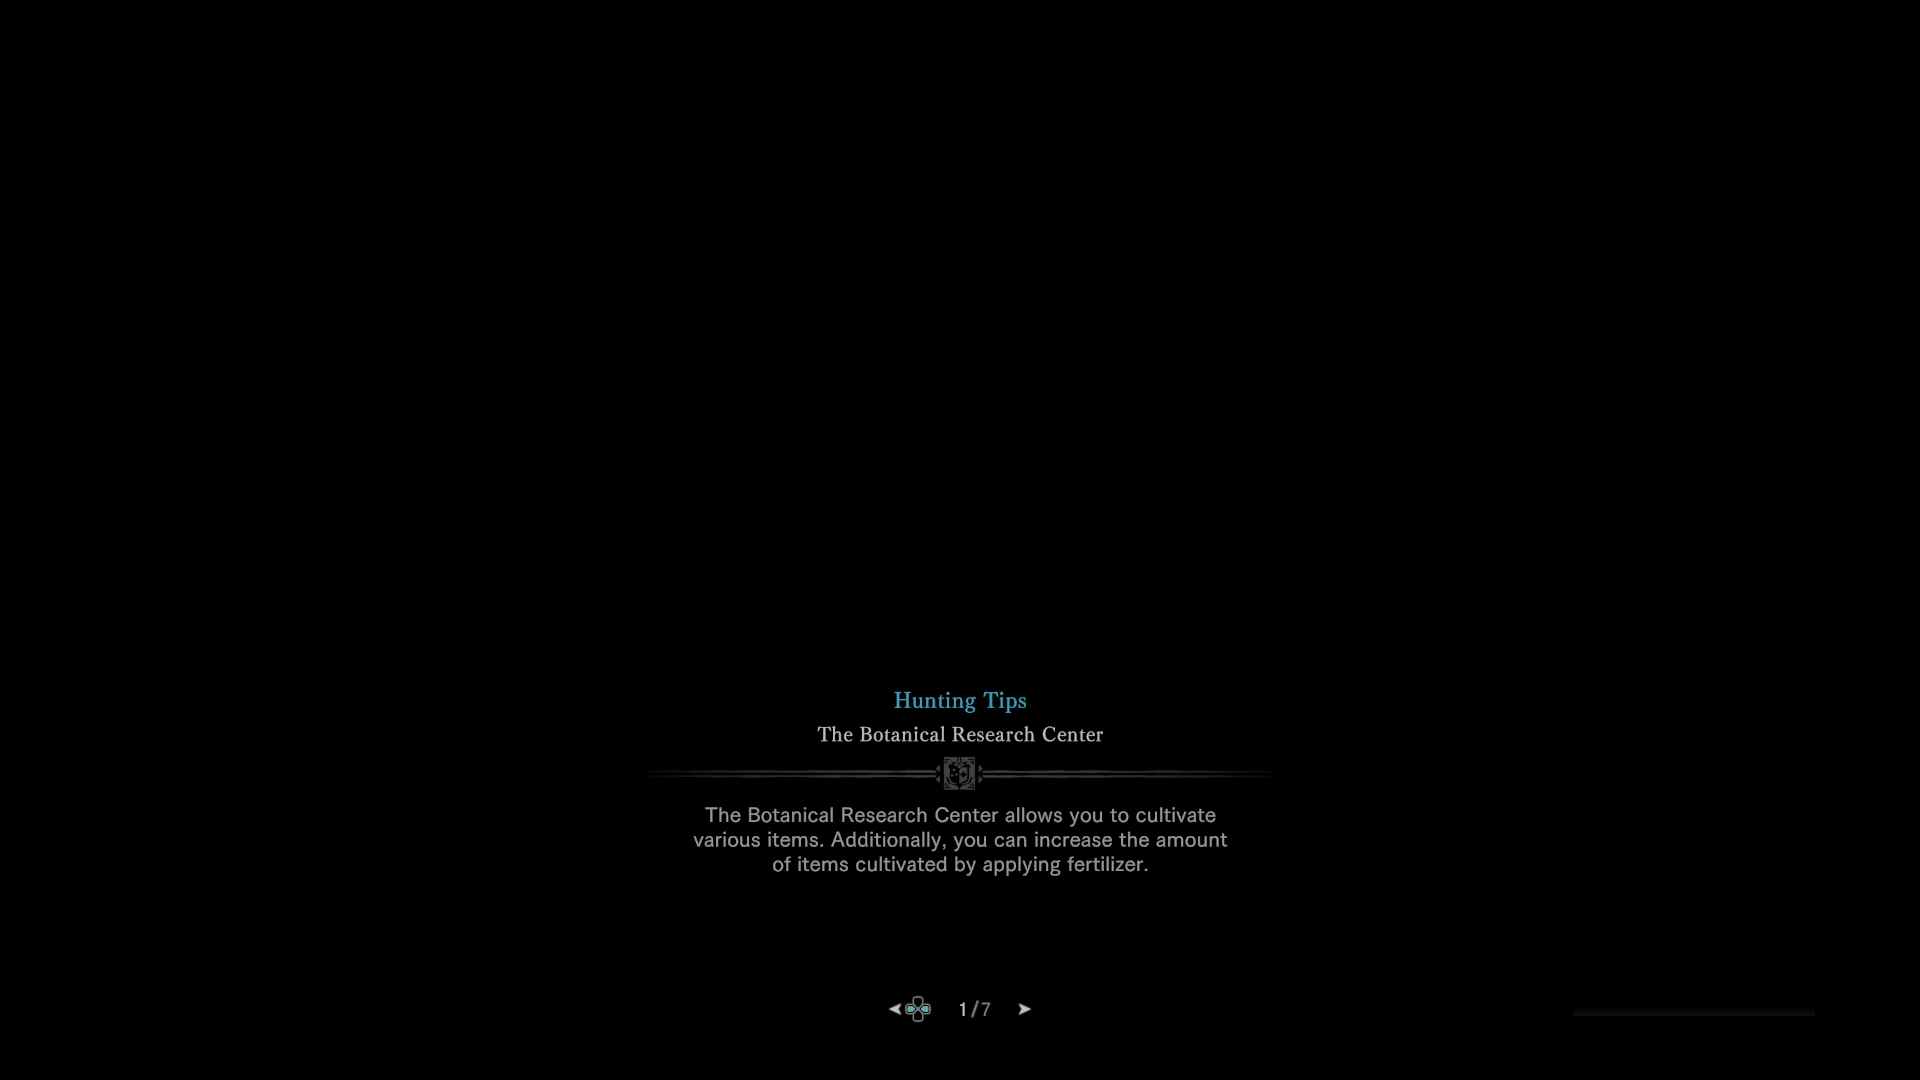 Hunting Tips
The Botanical Research Center
The Botanical Research Center allows you to cultivate
various items. Additionally, you can increase the amount
of items cultivated by applying fertilizer.
1/7